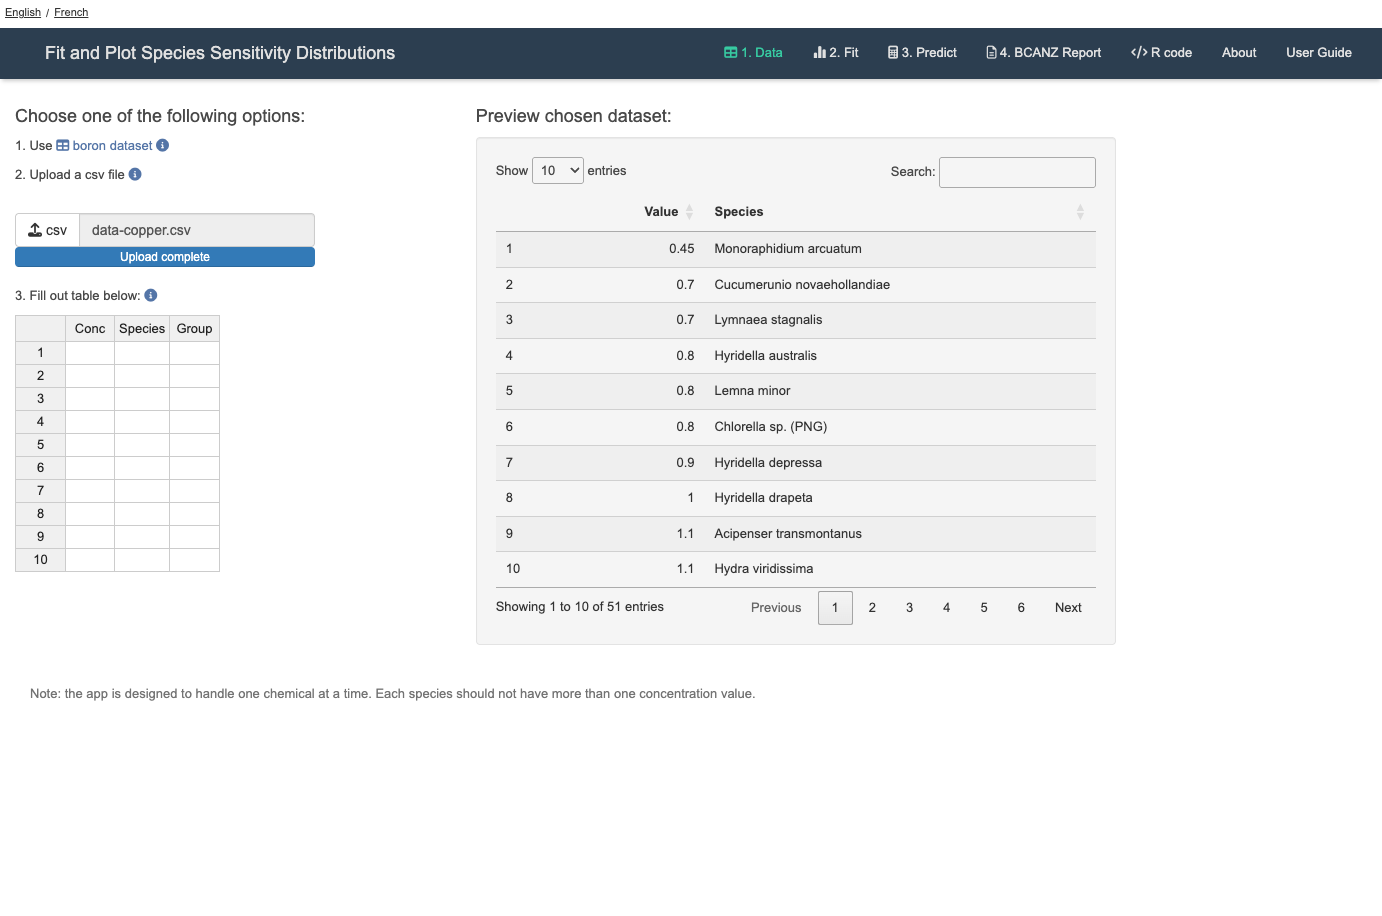 English / French
Fit and Plot Species Sensitivity Distributions
1. Data
2. Fit
3. Predict
4. BCANZ Report
</> R code
About
User Guide
Choose one of the following options:
1. Use boron dataset
2. Upload a csv file
csv data-copper.csv
Upload complete
3. Fill out table below:
Conc Species Group
1
2
3
4
5
6
7
8
9
10
Preview chosen dataset:
Show 10 entries
Search:
Value Species
1 0.45 Monoraphidium arcuatum
2 0.7 Cucumerunio novaehollandiae
3 0.7 Lymnaea stagnalis
4 0.8 Hyridella australis
5 0.8 Lemna minor
6 0.8 Chlorella sp. (PNG)
7 0.9 Hyridella depressa
8 1 Hyridella drapeta
9 1.1 Acipenser transmontanus
10 1.1 Hydra viridissima
Showing 1 to 10 of 51 entries
Previous 1 2 3 4 5 6 Next
Note: the app is designed to handle one chemical at a time. Each species should not have more than one concentration value.